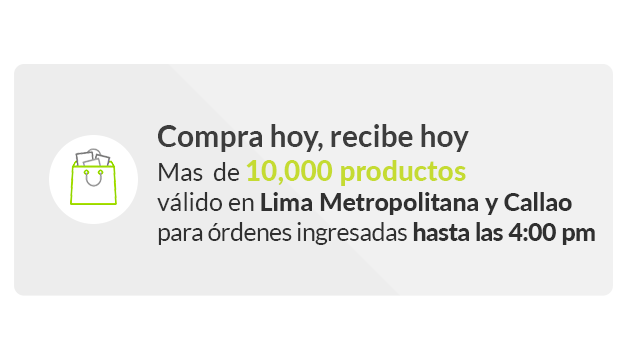 Compra hoy, recibe hoy
Mas de 10,000 productos
válido en Lima Metropolitana y Callao
para órdenes ingresadas hasta las 4:00 pm